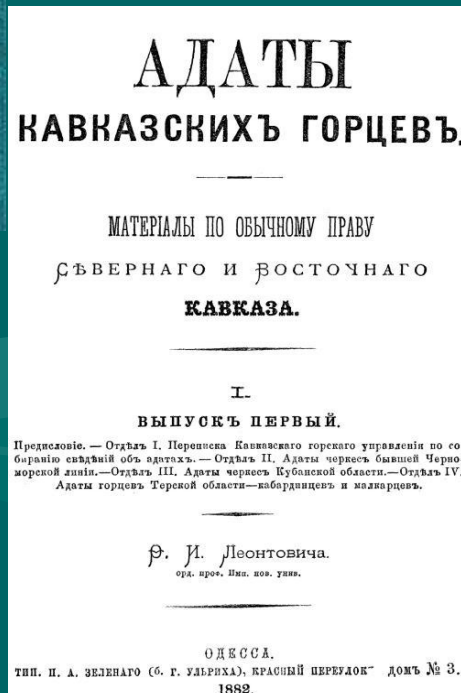 АДАТЫ
КАВКАЗСКИХЪ ГОРЦЕВЪ.
МАТЕРІАЛЫ ПО ОБЫЧНОМУ ПРАВУ
СѢВЕРНАГО И ВОСТОЧНАГО
КАВКАЗА.
I.
ВЫПУСКЪ ПЕРВЫЙ.
Предисловіе. — Отдѣлъ I. Переписка Кавказскаго горскаго управленія по со
биранію свѣдѣній об адатахъ. — Отдѣлъ II. Адаты черкесъ бывшей Черно
морской линіи.—Отдѣлъ III. Адаты черкесъ Кубанской области.—Отдѣлъ IV.
Адаты горцевъ Терской области—кабардинцевъ и малкарцевъ.
Ѳ. И. Леонтовича.
орд. проф. Имп. нов. унив.
ОДЕССА.
ТИП. П. А. ЗЕЛЕНАГО (б. Г. УЛЬРИХА), КРАСНЫЙ ПЕРЕУЛОКЪ ДОМЪ № 3.
1882